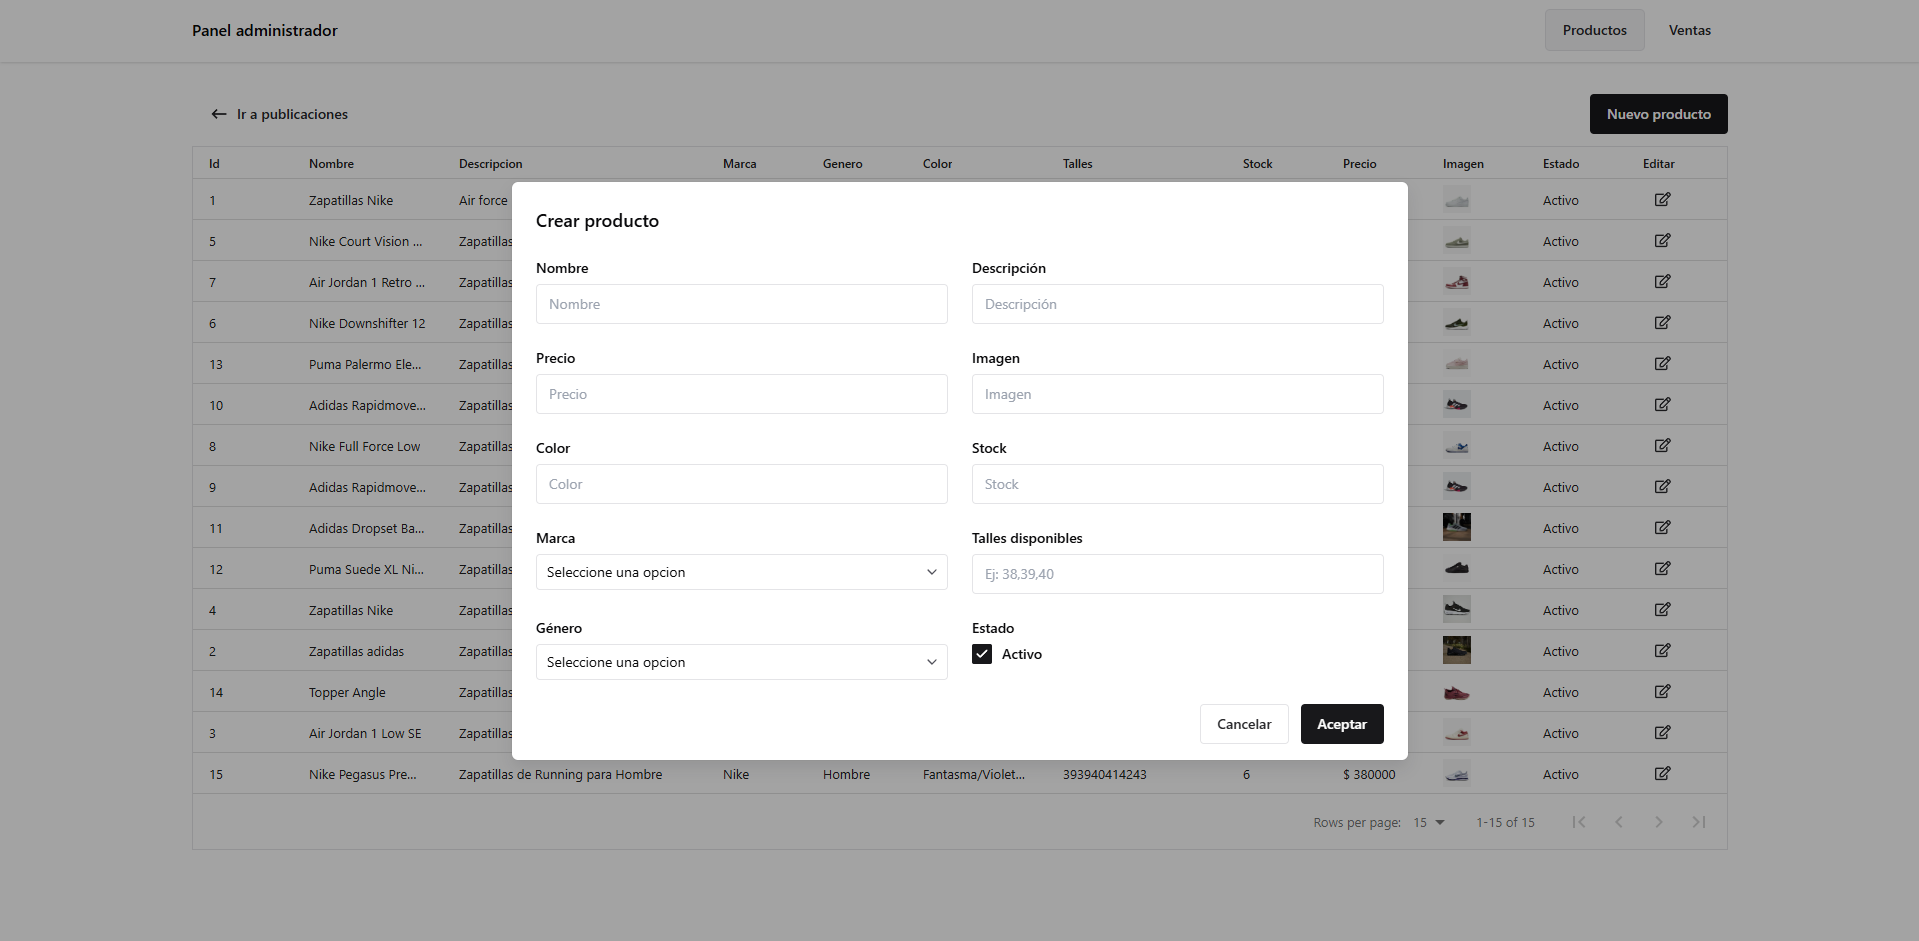 Panel administrador
Productos
Ventas
Ir a publicaciones
Nuevo producto
Id Nombre Descripcion Marca Genero Color Talles Stock Precio Imagen Estado Editar
1 Zapatillas Nike Air force Activo
5 Nike Court Vision ... Zapatillas Activo
7 Air Jordan 1 Retro ... Zapatillas Activo
6 Nike Downshifter 12 Zapatillas Activo
13 Puma Palermo Ele... Zapatillas Activo
10 Adidas Rapidmove... Zapatillas Activo
8 Nike Full Force Low Zapatillas Activo
9 Adidas Rapidmove... Zapatillas Activo
11 Adidas Dropset Ba... Zapatillas Activo
12 Puma Suede XL Ni... Zapatillas Activo
4 Zapatillas Nike Zapatillas Activo
2 Zapatillas adidas Zapatillas Activo
14 Topper Angle Zapatillas Activo
3 Air Jordan 1 Low SE Zapatillas Activo
15 Nike Pegasus Pre... Zapatillas de Running para Hombre Nike Hombre Fantasma/Violet... 393940414243 6 $ 380000 Activo
Rows per page: 15 1-15 of 15
Crear producto
Nombre
Nombre
Descripción
Descripción
Precio
Precio
Imagen
Imagen
Color
Color
Stock
Stock
Marca
Seleccione una opcion
Talles disponibles
Ej: 38,39,40
Género
Seleccione una opcion
Estado
Activo
Cancelar
Aceptar